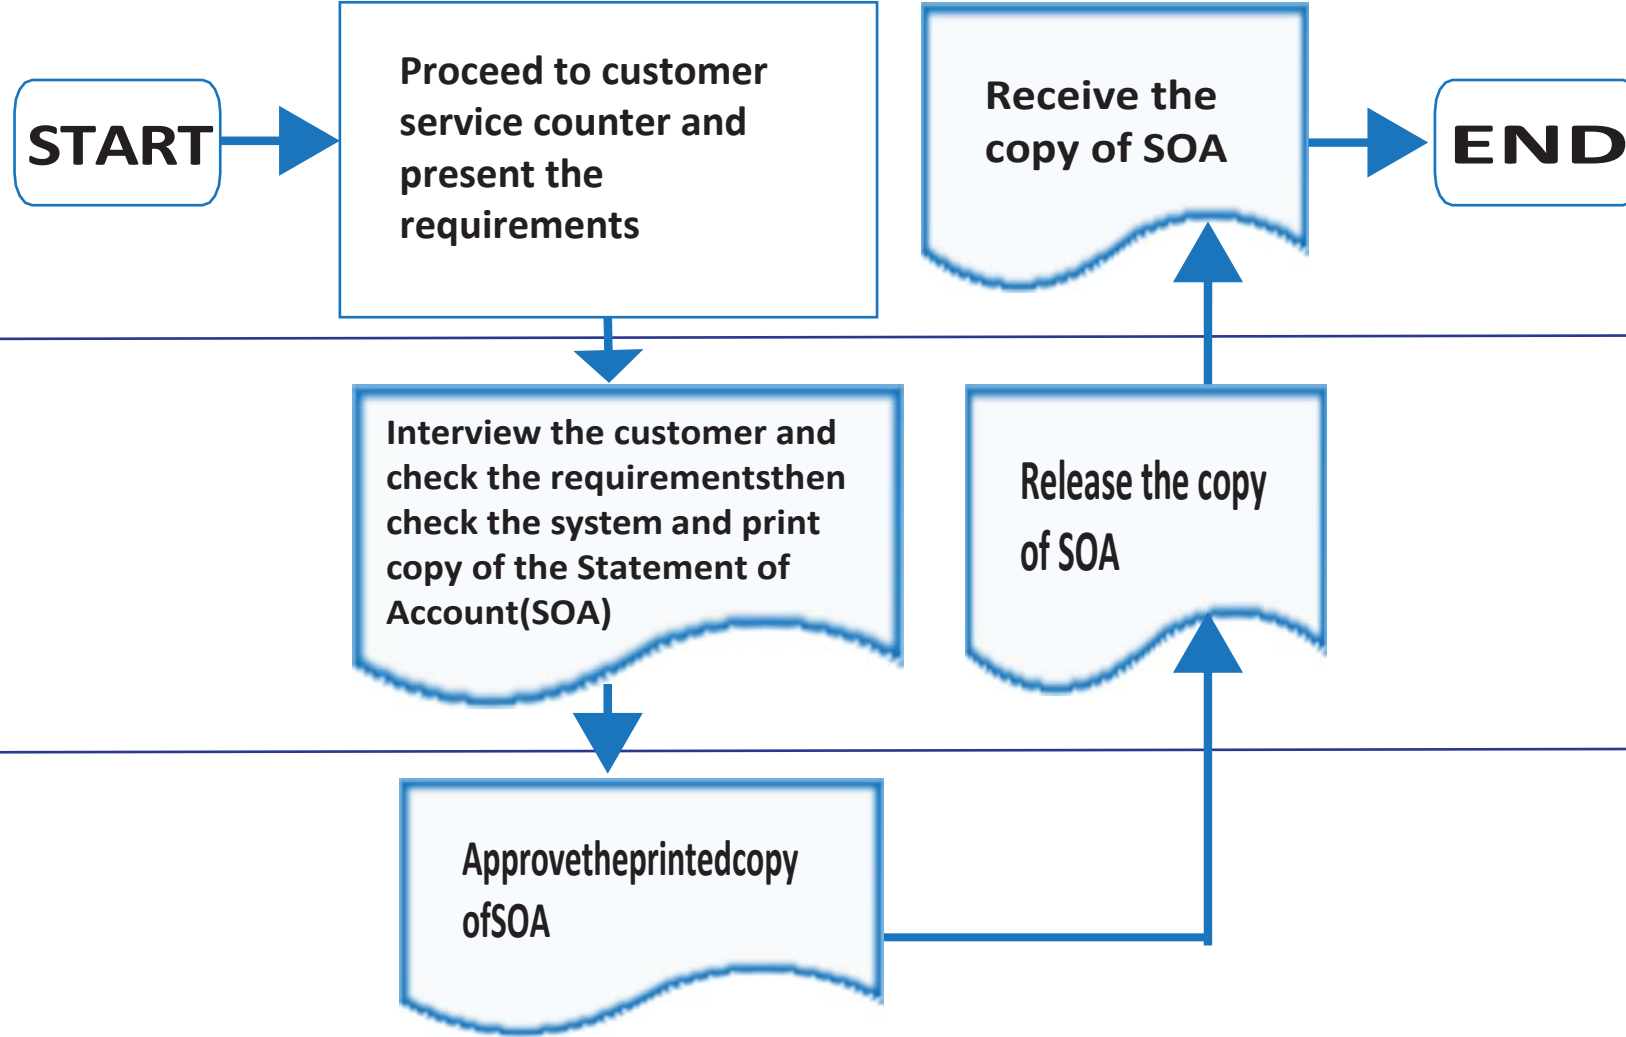 START
Proceed to customer
service counter and
present the
requirements
Receive the
copy of SOA
END
Interview the customer and
check the requirementsthen
check the system and print
copy of the Statement of
Account(SOA)
Release the copy
of SOA
Approvetheprintedcopy
ofSOA